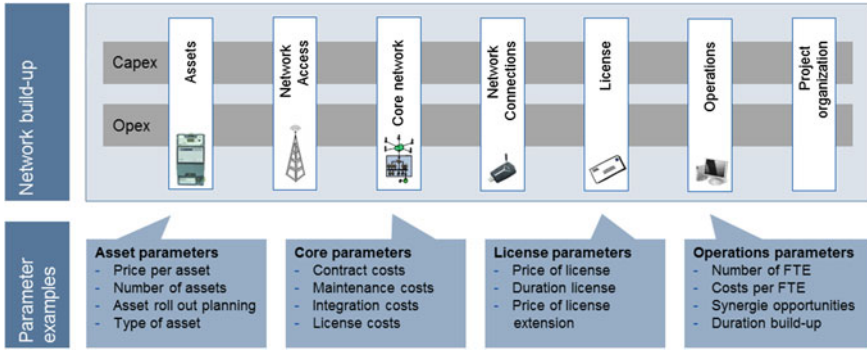 Network build-up
Capex
Opex
Assets
Network
Access
Core network
Network
Connections
License
Operations
Project
organization
Parameter
examples
Asset parameters
- Price per asset
- Number of assets
- Asset roll out planning
- Type of asset
Core parameters
- Contract costs
- Maintenance costs
- Integration costs
- License costs
License parameters
- Price of license
- Duration license
- Price of license
extension
Operations parameters
- Number of FTE
- Costs per FTE
- Synergie opportunities
- Duration build-up